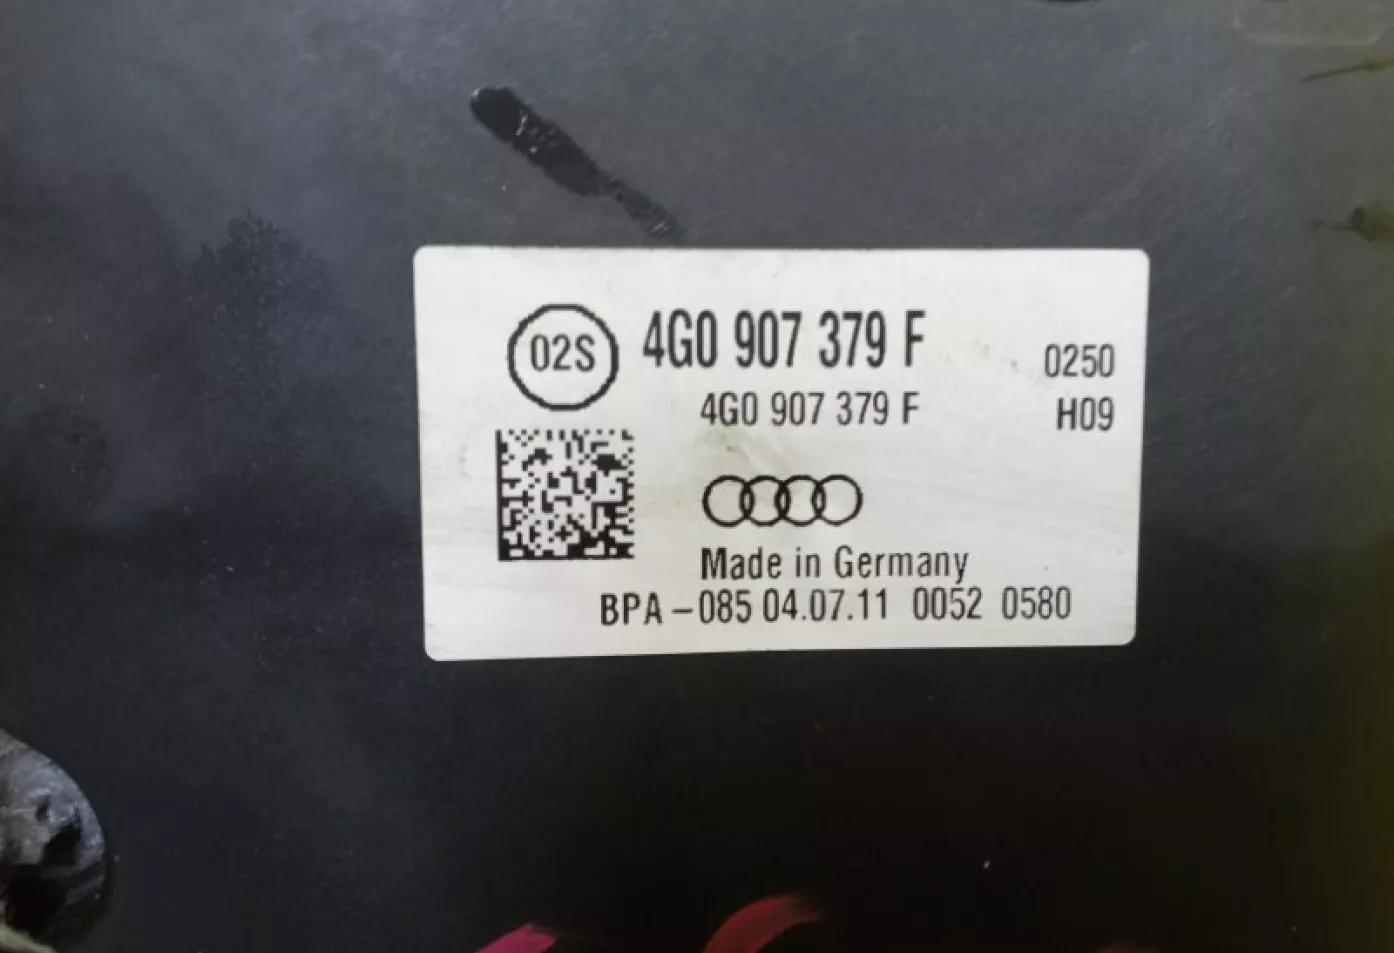 02S 4G0 907 379 F
0250
4G0 907 379 F
H09
Made in Germany
BPA-085 04.07.11 0052 0580